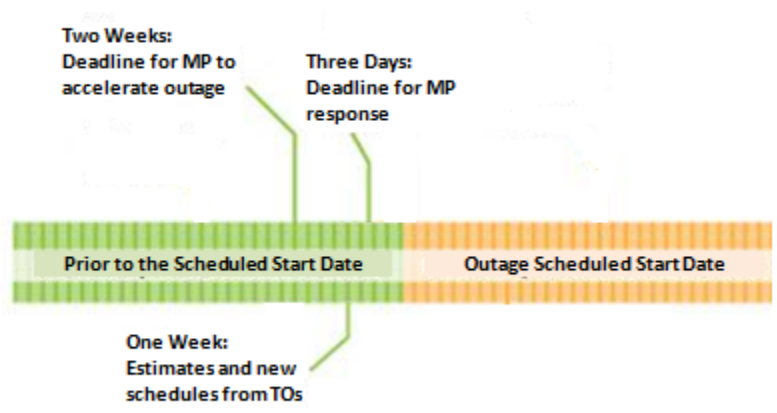 Two Weeks:
Deadline for MP to
accelerate outage
Three Days:
Deadline for MP
response
Prior to the Scheduled Start Date
Outage Scheduled Start Date
One Week:
Estimates and new
schedules from TOs